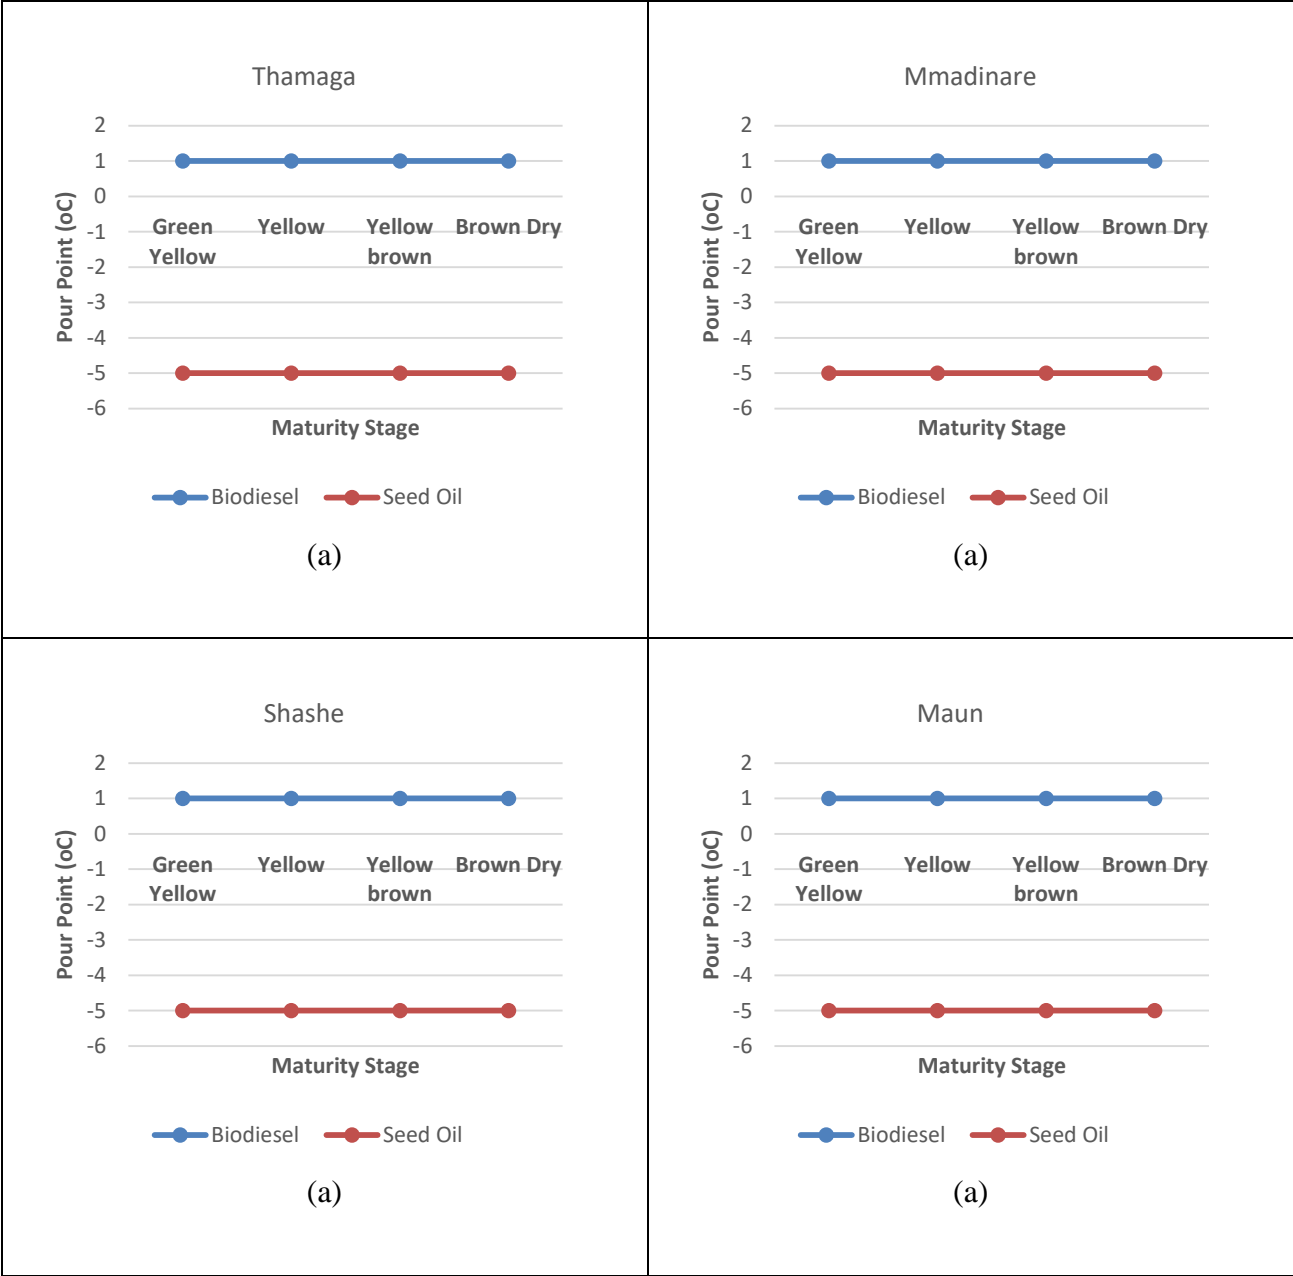 Thamaga
2
1
0
-1
-2
-3
-4
-5
-6
Pour Point (oC)
Green Yellow Yellow Brown Dry
Yellow brown
Maturity Stage
Biodiesel Seed Oil
(a)
Mmadinare
2
1
0
-1
-2
-3
-4
-5
-6
Pour Point (oC)
Green Yellow Yellow Brown Dry
Yellow brown
Maturity Stage
Biodiesel Seed Oil
(a)
Shashe
2
1
0
-1
-2
-3
-4
-5
-6
Pour Point (oC)
Green Yellow Yellow Brown Dry
Yellow brown
Maturity Stage
Biodiesel Seed Oil
(a)
Maun
2
1
0
-1
-2
-3
-4
-5
-6
Pour Point (oC)
Green Yellow Yellow Brown Dry
Yellow brown
Maturity Stage
Biodiesel Seed Oil
(a)